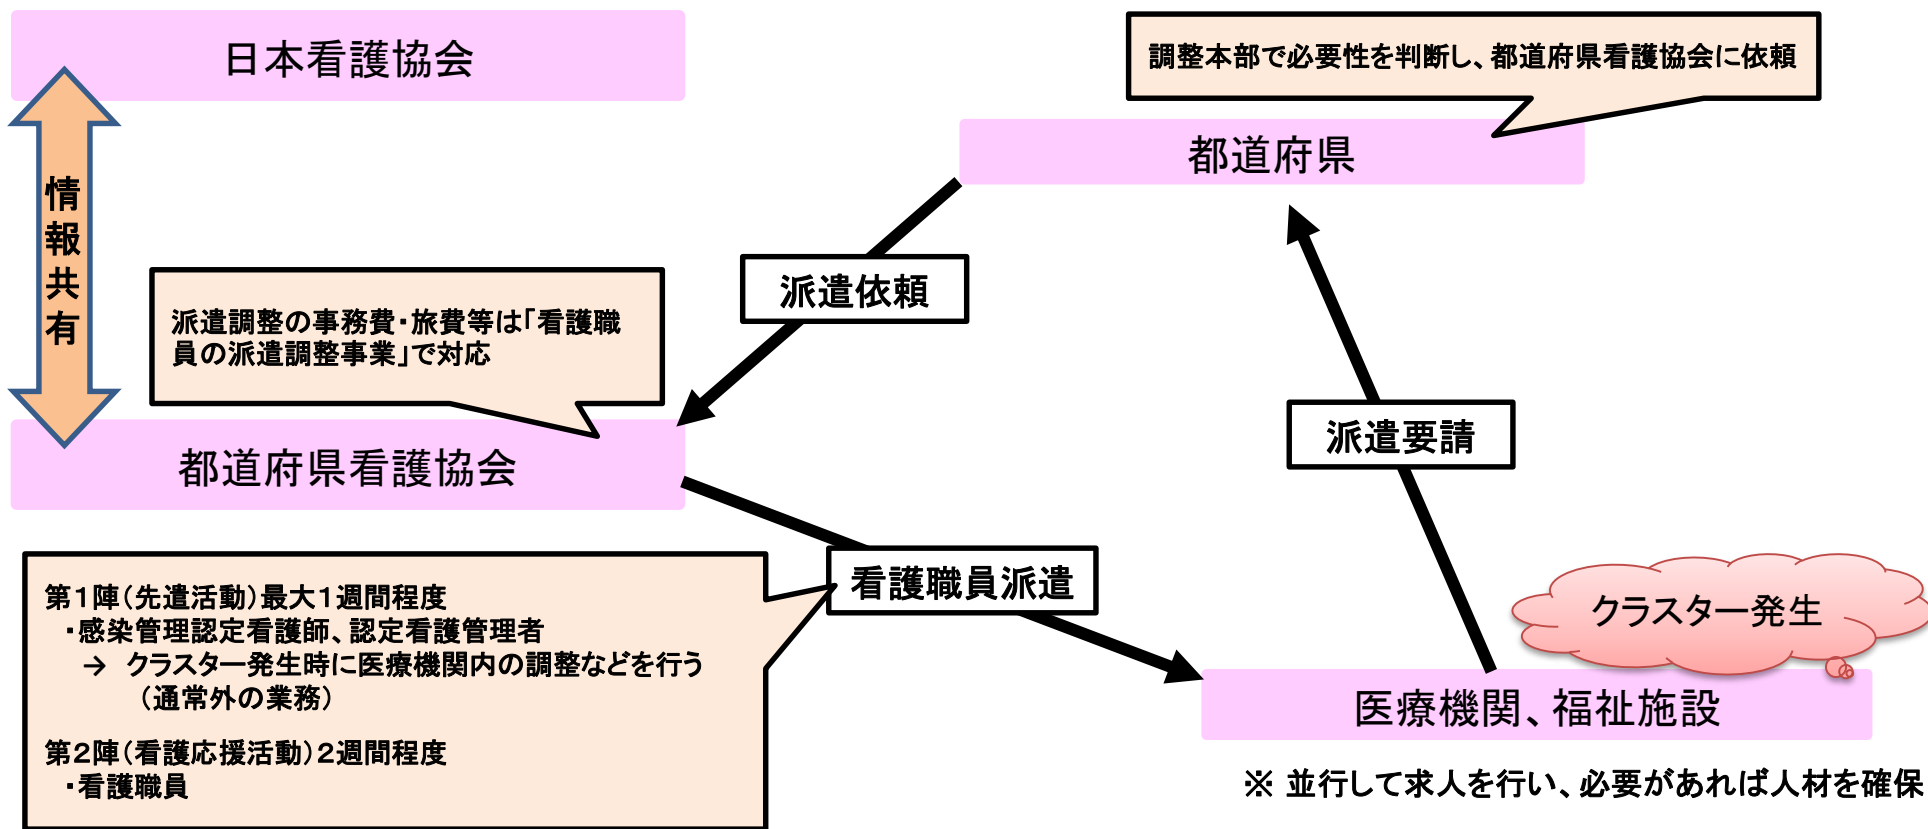 日本看護協会
調整本部で必要性を判断し、都道府県看護協会に依頼
都道府県
情報共有
派遣依頼
派遣調整の事務費・旅費等は「看護職
員の派遣調整事業」で対応
派遣要請
都道府県看護協会
看護職員派遣
第１陣（先遣活動）最大１週間程度
・感染管理認定看護師、認定看護管理者
→ クラスター発生時に医療機関内の調整などを行う
（通常外の業務）
第２陣（看護応援活動）２週間程度
・看護職員
クラスター発生
医療機関、福祉施設
※ 並行して求人を行い、必要があれば人材を確保